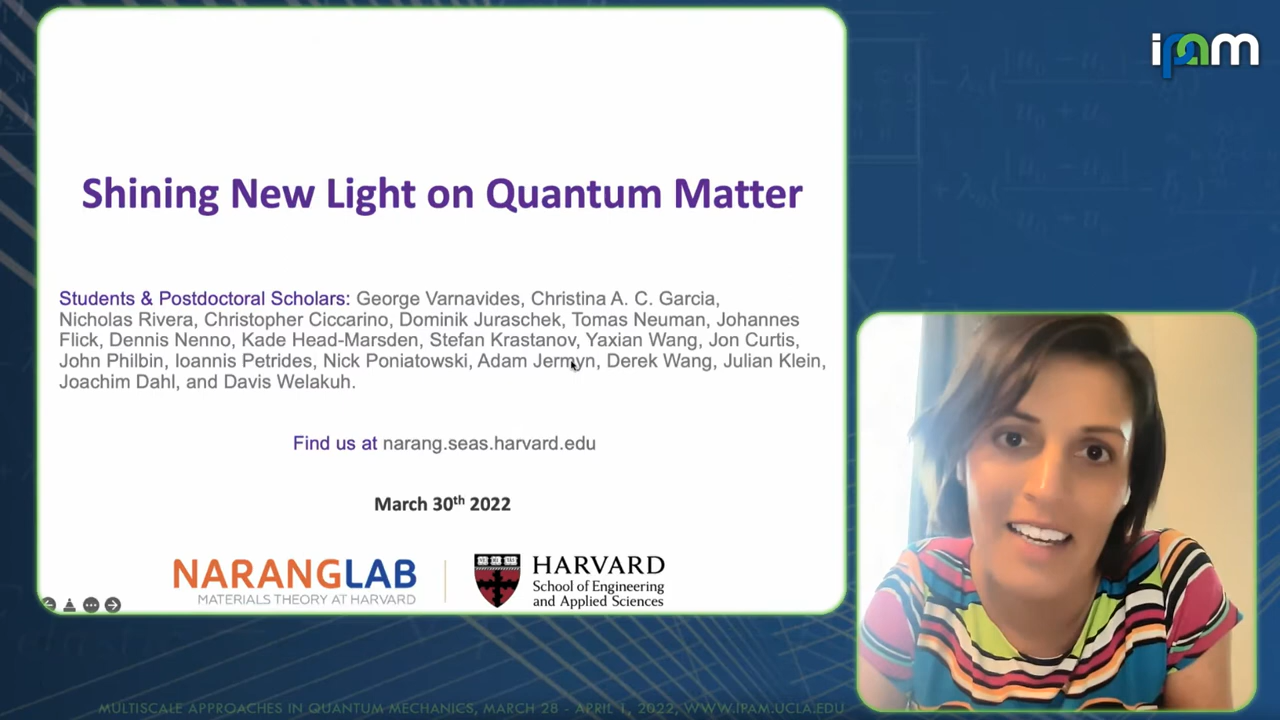 ipam
Shining New Light on Quantum Matter
Students & Postdoctoral Scholars: George Varnavides, Christina A. C. Garcia,
Nicholas Rivera, Christopher Ciccarino, Dominik Juraschek, Tomas Neuman, Johannes
Flick, Dennis Nenno, Kade Head-Marsden, Stefan Krastanov, Yaxian Wang, Jon Curtis,
John Philbin, Ioannis Petrides, Nick Poniatowski, Adam Jermyn, Derek Wang, Julian Klein,
Joachim Dahl, and Davis Welakuh.
Find us at narang.seas.harvard.edu
March 30th 2022
NARANGLAB
MATERIALS THEORY AT HARVARD
HARVARD
School of Engineering
and Applied Sciences
MULTISCALE APPROACHES IN QUANTUM MECHANICS, MARCH 28 - APRIL 1, 2022, WWW.IPAM.UCLA.EDU